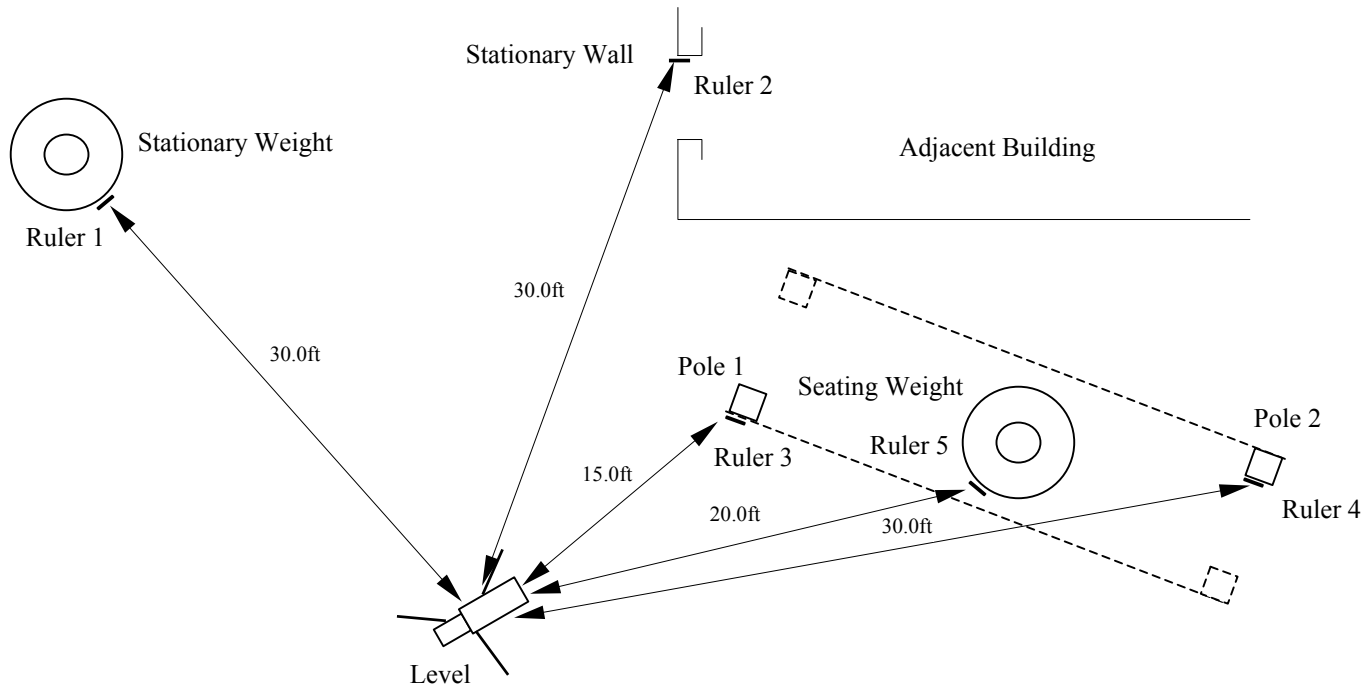 Stationary Wall
Ruler 2
Stationary Weight
Adjacent Building
Ruler 1
30.0ft
30.0ft
Pole 1
Seating Weight
Pole 2
Ruler 5
Ruler 3
15.0ft
20.0ft
30.0ft
Ruler 4
Level